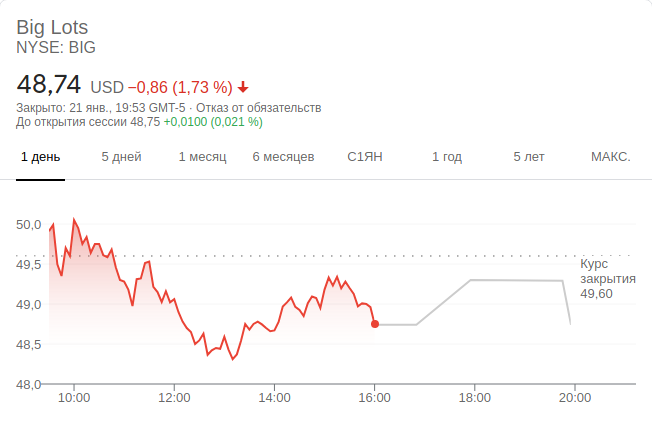 Big Lots
NYSE: BIG
48,74 USD −0,86 (1,73 %)
Закрыто: 21 янв., 19:53 GMT-5 · Отказ от обязательств
До открытия сессии 48,75 +0,0100 (0,021 %)
1 день 5 дней 1 месяц 6 месяцев С1ЯН 1 год 5 лет МАКС.
50,0
49,5
49,0
48,5
48,0
Курс
закрытия
49,60
10:00 12:00 14:00 16:00 18:00 20:00